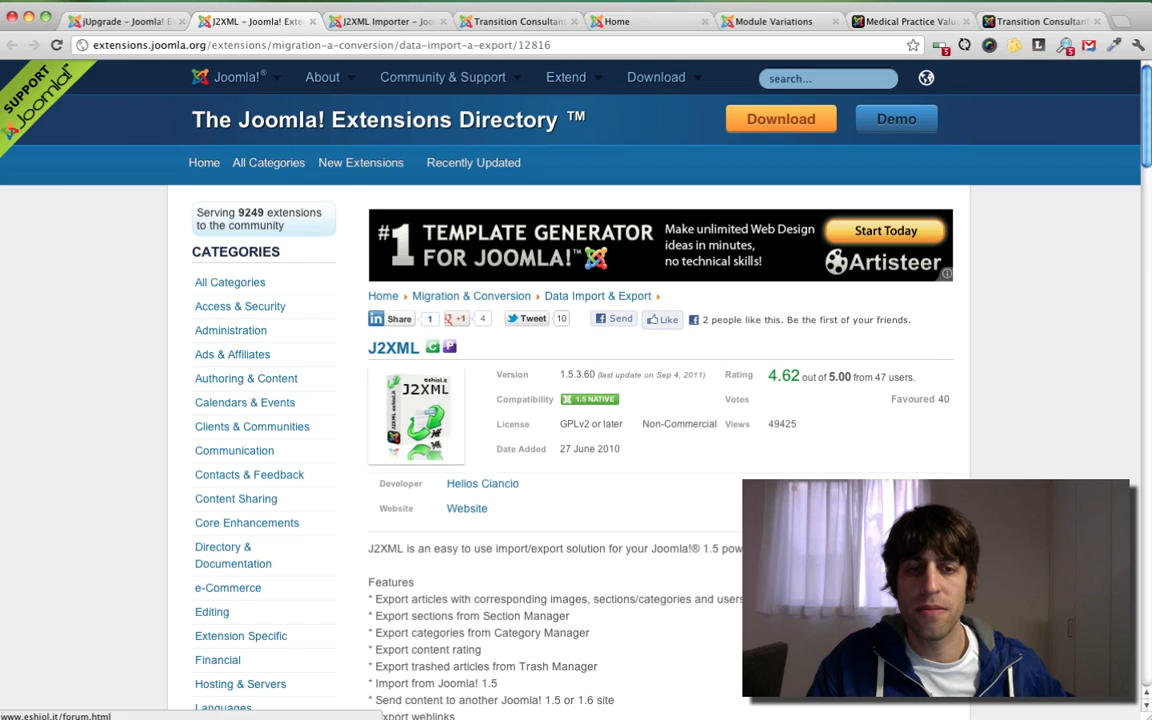 jUpgrade - Joomla! E
J2XML - Joomla! Exte
J2XML Importer - Joo
Transition Consultan
Home
Module Variations
Medical Practice Valu
Transition Consultan
extensions.joomla.org/extensions/migration-a-conversion/data-import-a-export/12816
SUPPORT
Joomla!
Joomla!®
About
Community & Support
Extend
Download
search...
The Joomla! Extensions Directory ™
Download
Demo
Home
All Categories
New Extensions
Recently Updated
Serving 9249 extensions
to the community
CATEGORIES
All Categories
Access & Security
Administration
Ads & Affiliates
Authoring & Content
Calendars & Events
Clients & Communities
Communication
Contacts & Feedback
Content Sharing
Core Enhancements
Directory &
Documentation
e-Commerce
Editing
Extension Specific
Financial
Hosting & Servers
Languages
#1 TEMPLATE GENERATOR
FOR JOOMLA!™
Make unlimited Web Design
ideas in minutes,
no technical skills!
Start Today
Artisteer
Home
Migration & Conversion
Data Import & Export
Share 1
+1 4
Tweet 10
Send
Like
2 people like this. Be the first of your friends.
J2XML C P
eshiol.it
J2XML
Version 1.5.3.60 (last update on Sep 4, 2011)
Rating 4.62 out of 5.00 from 47 users.
Compatibility 1.5 NATIVE
Votes Favoured 40
License GPLv2 or later Non-Commercial
Views 49425
Date Added 27 June 2010
Developer Helios Ciancio
Website Website
J2XML is an easy to use import/export solution for your Joomla!® 1.5 pow
Features
* Export articles with corresponding images, sections/categories and users
* Export sections from Section Manager
* Export categories from Category Manager
* Export content rating
* Export trashed articles from Trash Manager
* Import from Joomla! 1.5
* Send content to another Joomla! 1.5 or 1.6 site
xport weblinks
www.eshiol.it/forum.html